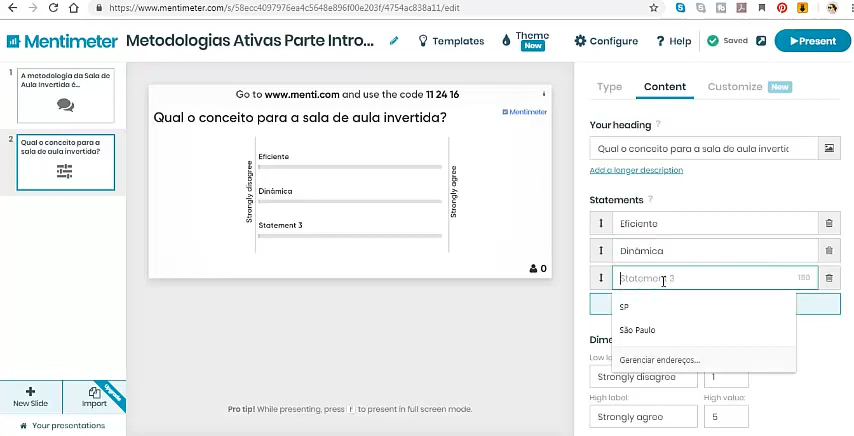 https://www.mentimeter.com/s/58ecc4097976ea4c5648e896f00e203f/4754ac838a11/edit
Mentimeter
Metodologias Ativas Parte Intro...
Templates
Theme
New
Configure
Help
Saved
Present
1
A metodologia da Sala de
Aula Invertida é...
2
Qual o conceito para a
sala de aula invertida?
New Slide
Import
Upgrade
Your presentations
Go to www.menti.com and use the code 11 24 16
Qual o conceito para a sala de aula invertida?
Mentimeter
Strongly disagree
Eficiente
Dinâmica
Statement 3
Strongly agree
0
Pro tip! While presenting, press F to present in full screen mode.
Type
Content
Customize
New
Your heading ?
Qual o conceito para a sala de aula invertic
Add a longer description
Statements ?
Eficiente
Dinâmica
Statement 3
150
SP
São Paulo
Gerenciar endereços...
Dime
Low l
Strongly disagree
1
High label:
High value:
Strongly agree
5